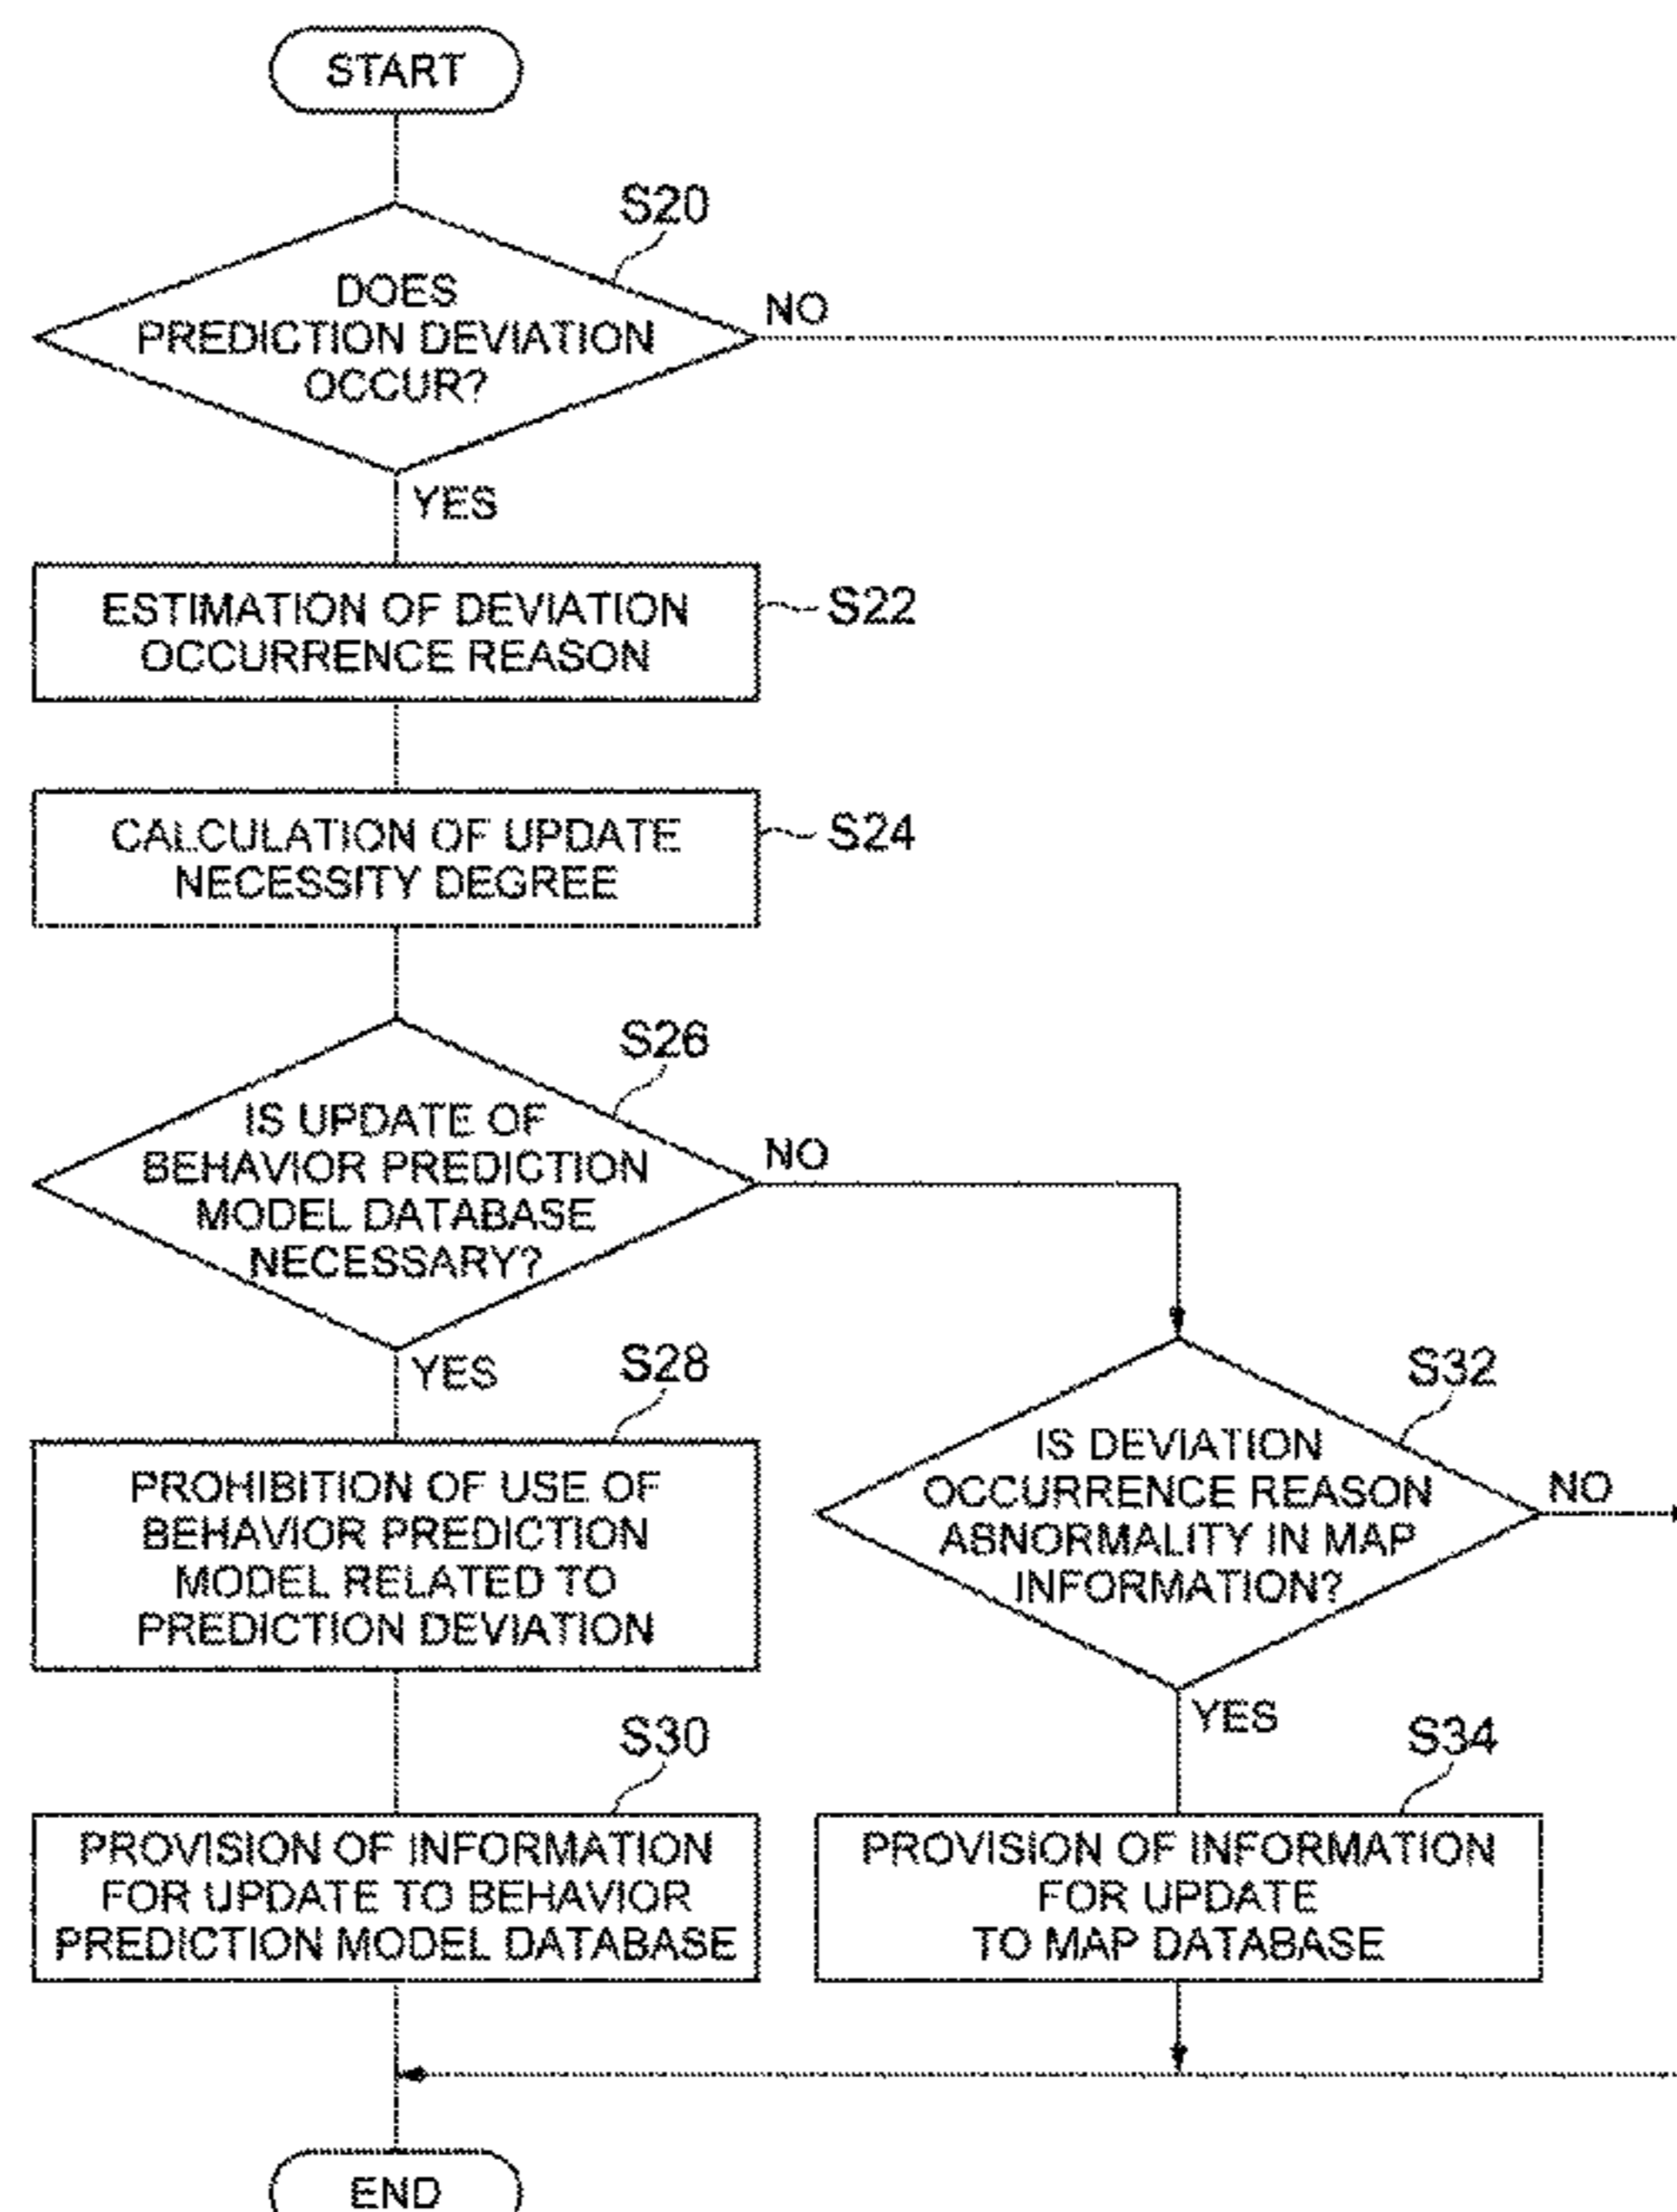 START
S20
DOES
PREDICTION DEVIATION
OCCUR?
NO
YES
ESTIMATION OF DEVIATION
OCCURRENCE REASON
S22
CALCULATION OF UPDATE
NECESSITY DEGREE
S24
S26
IS UPDATE OF
BEHAVIOR PREDICTION
MODEL DATABASE
NECESSARY?
NO
YES
S28
PROHIBITION OF USE OF
BEHAVIOR PREDICTION
MODEL RELATED TO
PREDICTION DEVIATION
S30
PROVISION OF INFORMATION
FOR UPDATE TO BEHAVIOR
PREDICTION MODEL DATABASE
S32
IS DEVIATION
OCCURRENCE REASON
ABNORMALITY IN MAP
INFORMATION?
NO
YES
S34
PROVISION OF INFORMATION
FOR UPDATE
TO MAP DATABASE
END